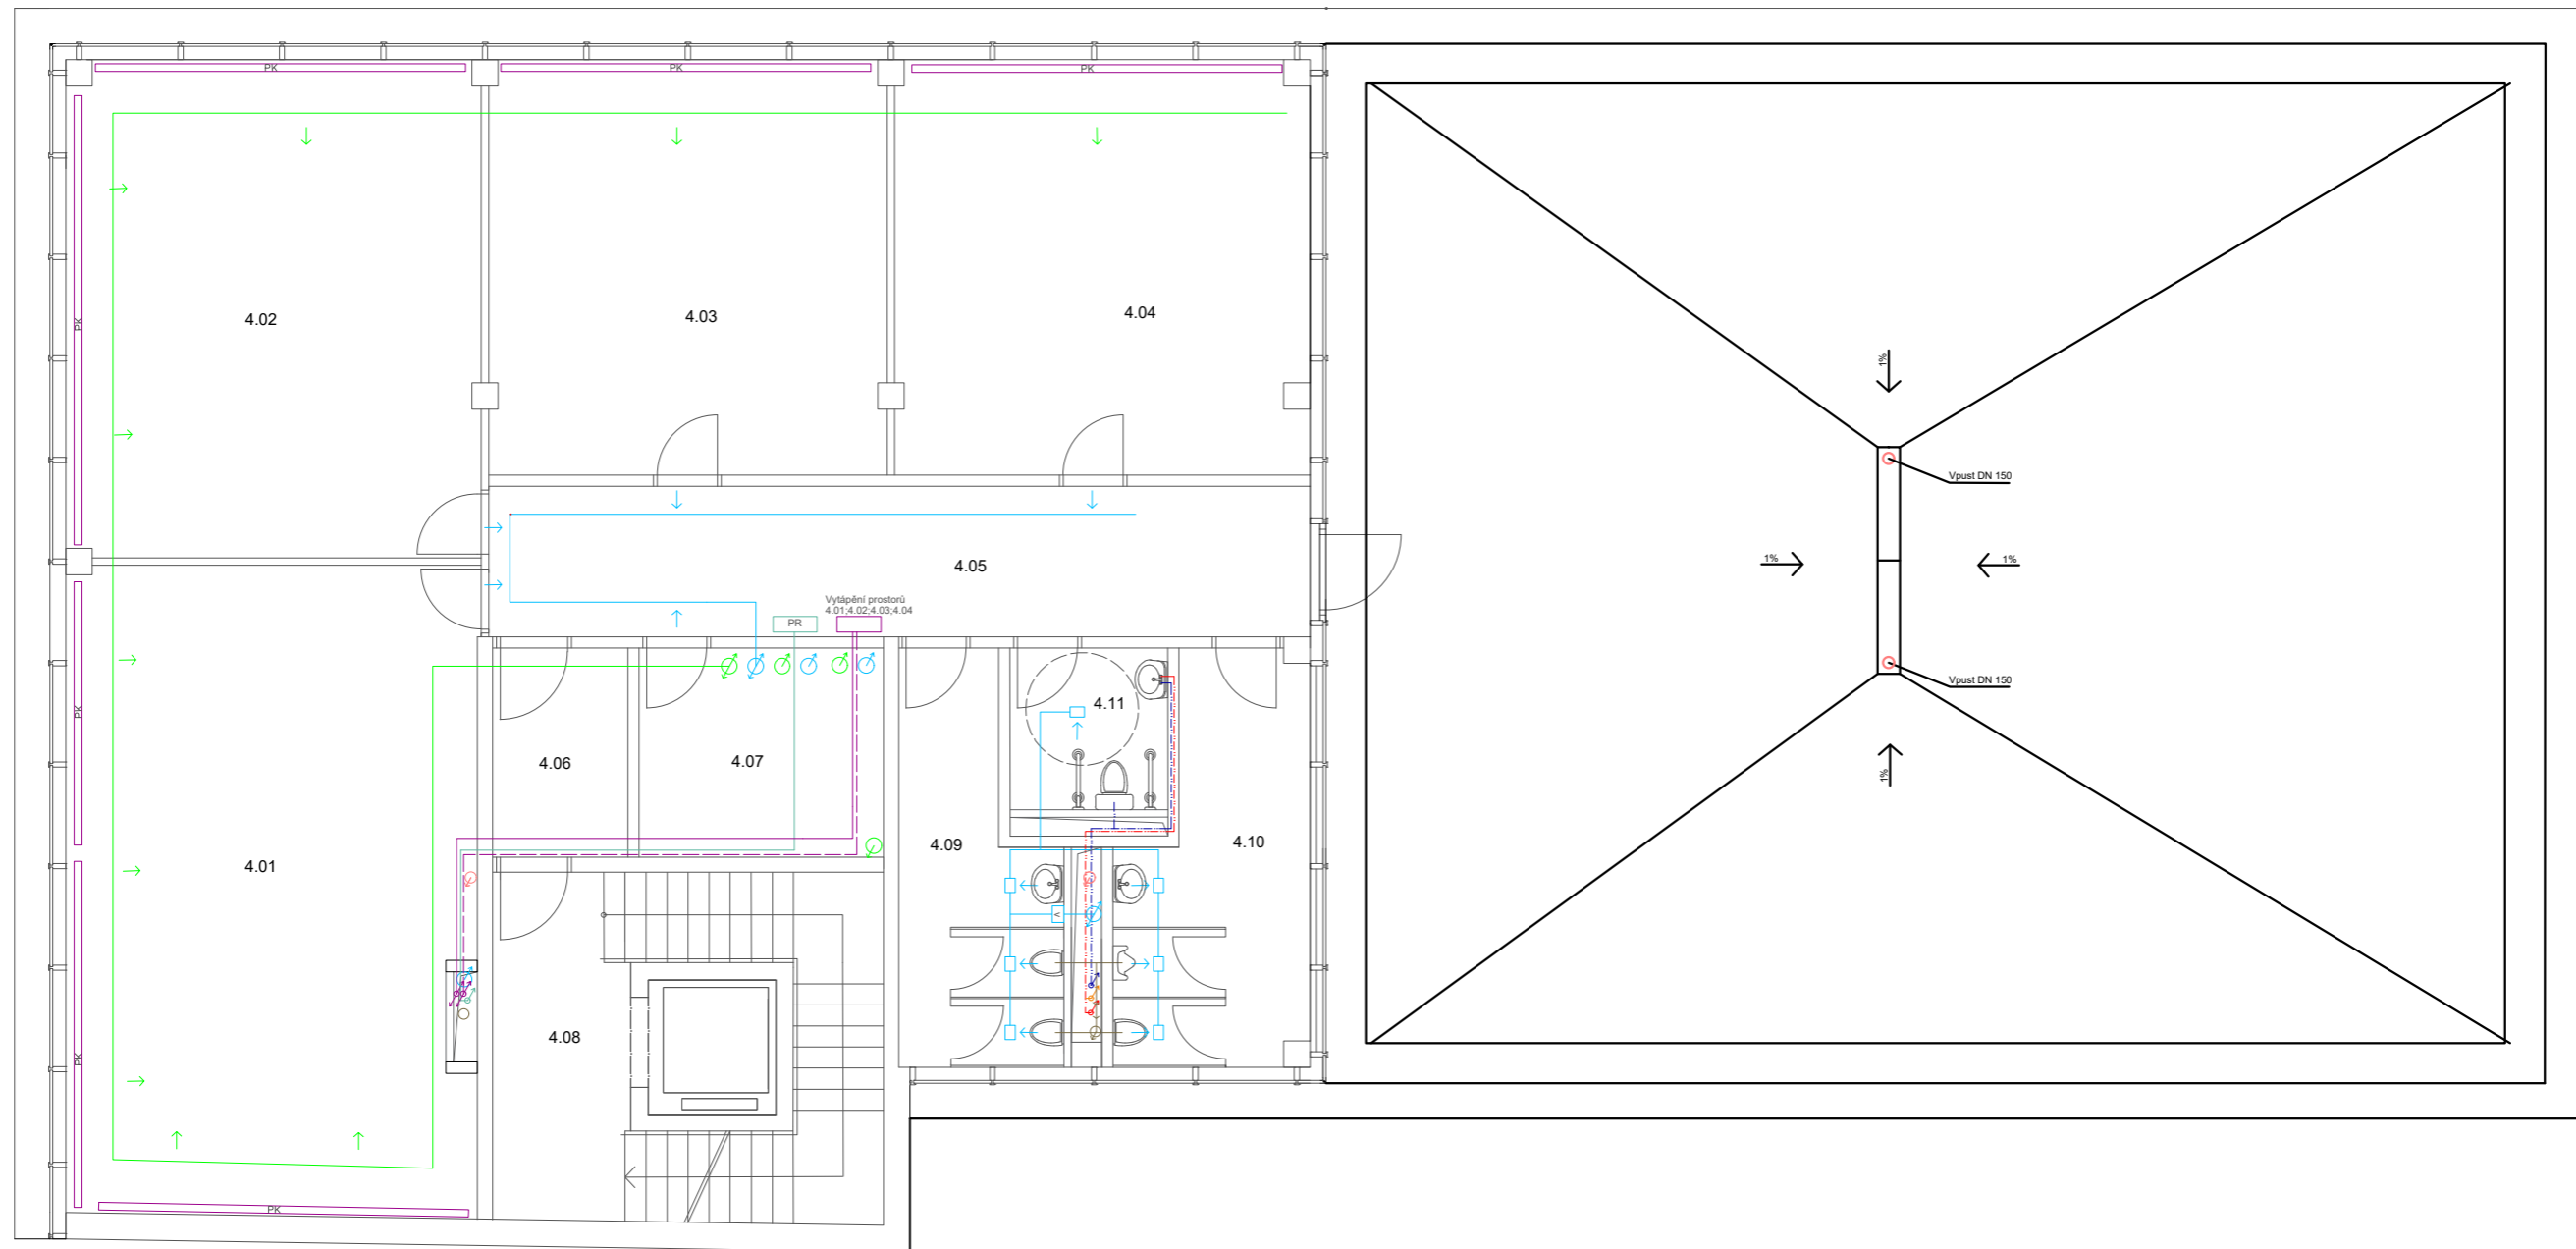 PK
PK
PK
PK
4.02
4.03
4.04
1%
Vpust DN 150
1%
1%
4.05
Vytápění prostorů
4.01;4.02;4.03;4.04
PR
Vpust DN 150
PK
4.11
4.06
4.07
1%
4.09
4.10
4.01
V
4.08
PK
PK